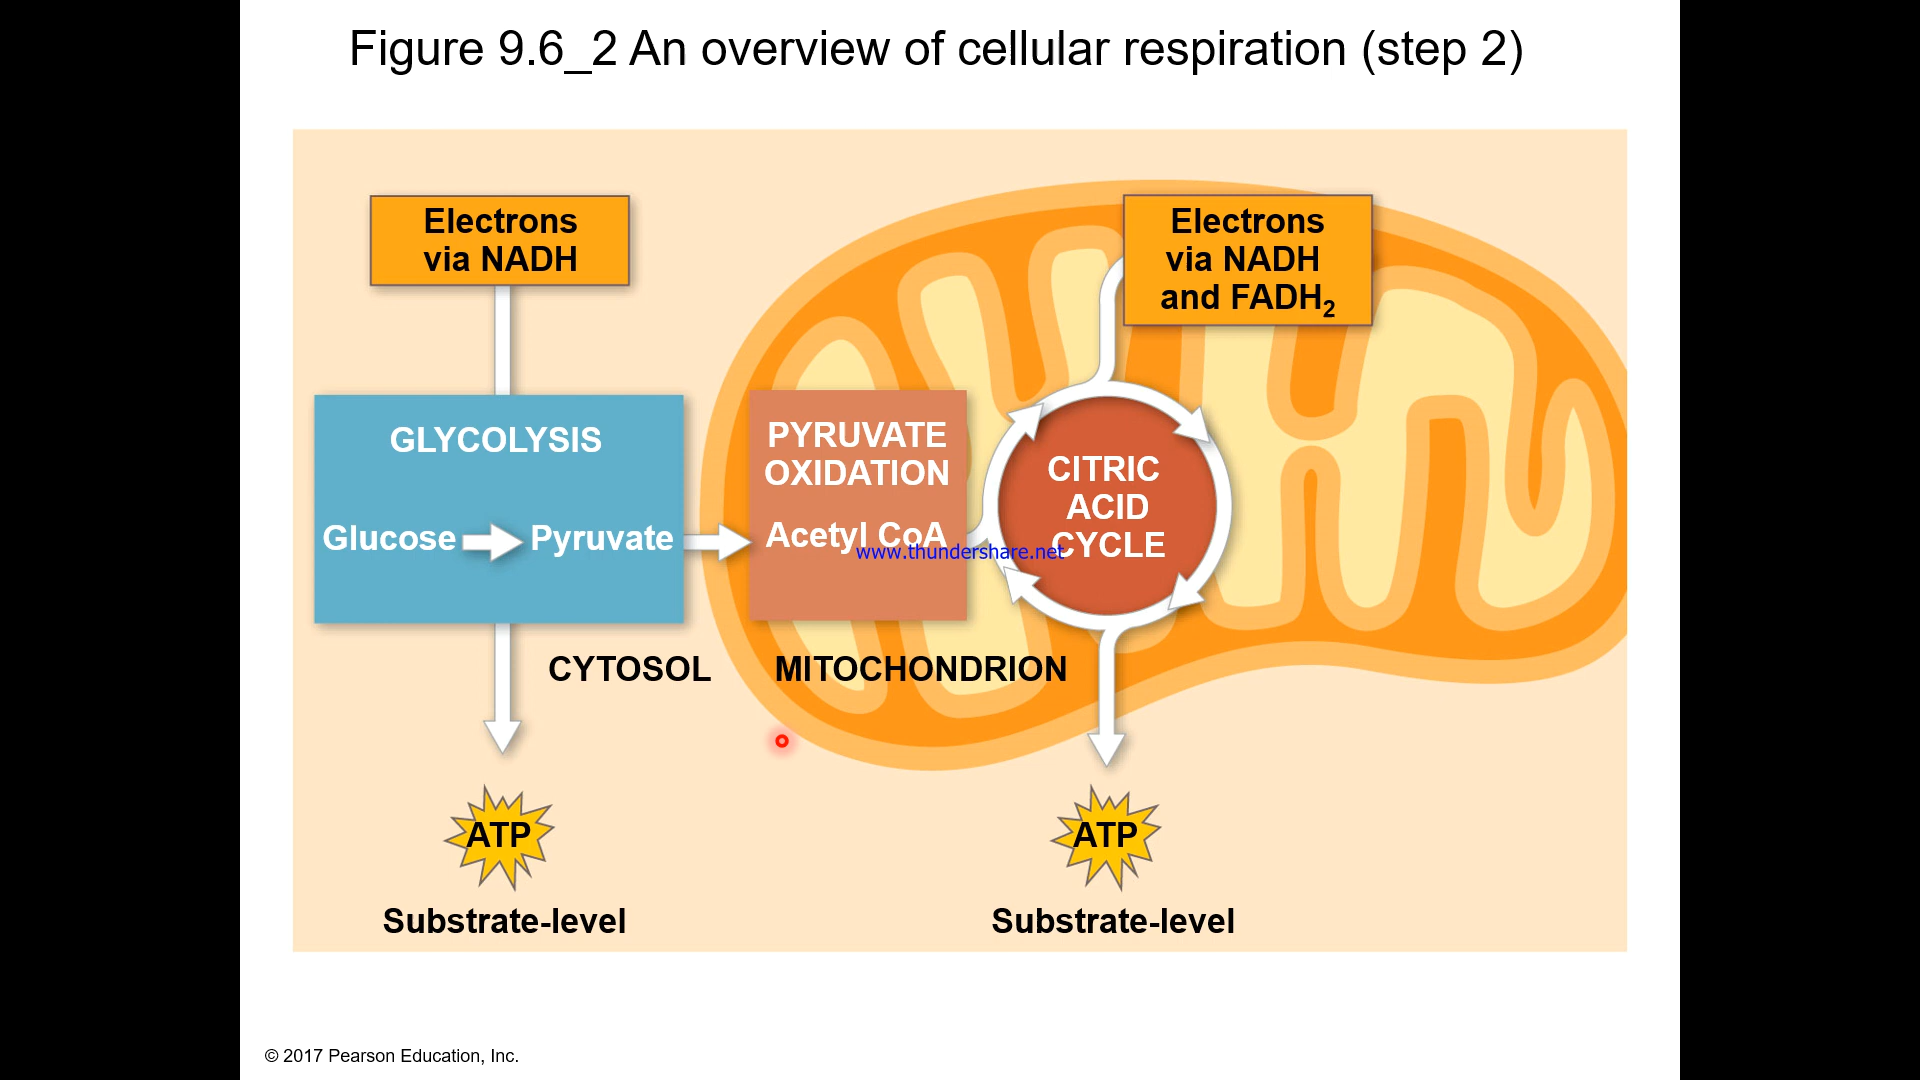 Figure 9.6_2 An overview of cellular respiration (step 2)
Electrons
via NADH
Electrons
via NADH
and FADH₂
GLYCOLYSIS
Glucose
Pyruvate
PYRUVATE
OXIDATION
Acetyl CoA
CITRIC
ACID
CYCLE
www.thundershare.net
CYTOSOL
MITOCHONDRION
ATP
ATP
Substrate-level
Substrate-level
© 2017 Pearson Education, Inc.